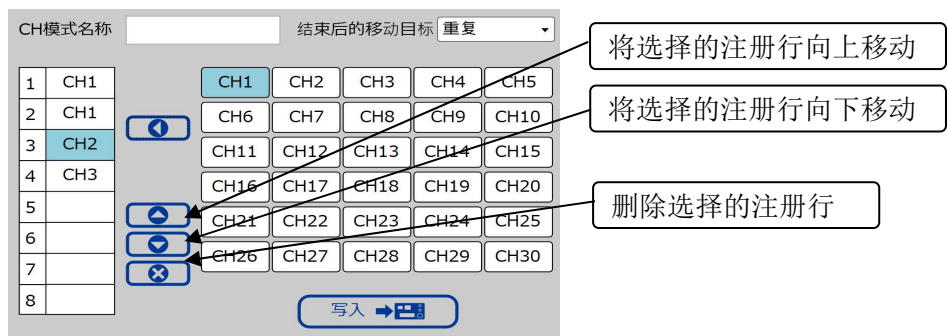 CH模式名称 结束后的移动目标 重复
将选择的注册行向上移动
1 CH1 CH1 CH2 CH3 CH4 CH5
2 CH1 CH6 CH7 CH8 CH9 CH10
将选择的注册行向下移动
3 CH2 CH11 CH12 CH13 CH14 CH15
4 CH3 CH16 CH17 CH18 CH19 CH20
删除选择的注册行
5 CH21 CH22 CH23 CH24 CH25
6 CH26 CH27 CH28 CH29 CH30
7
8 写入